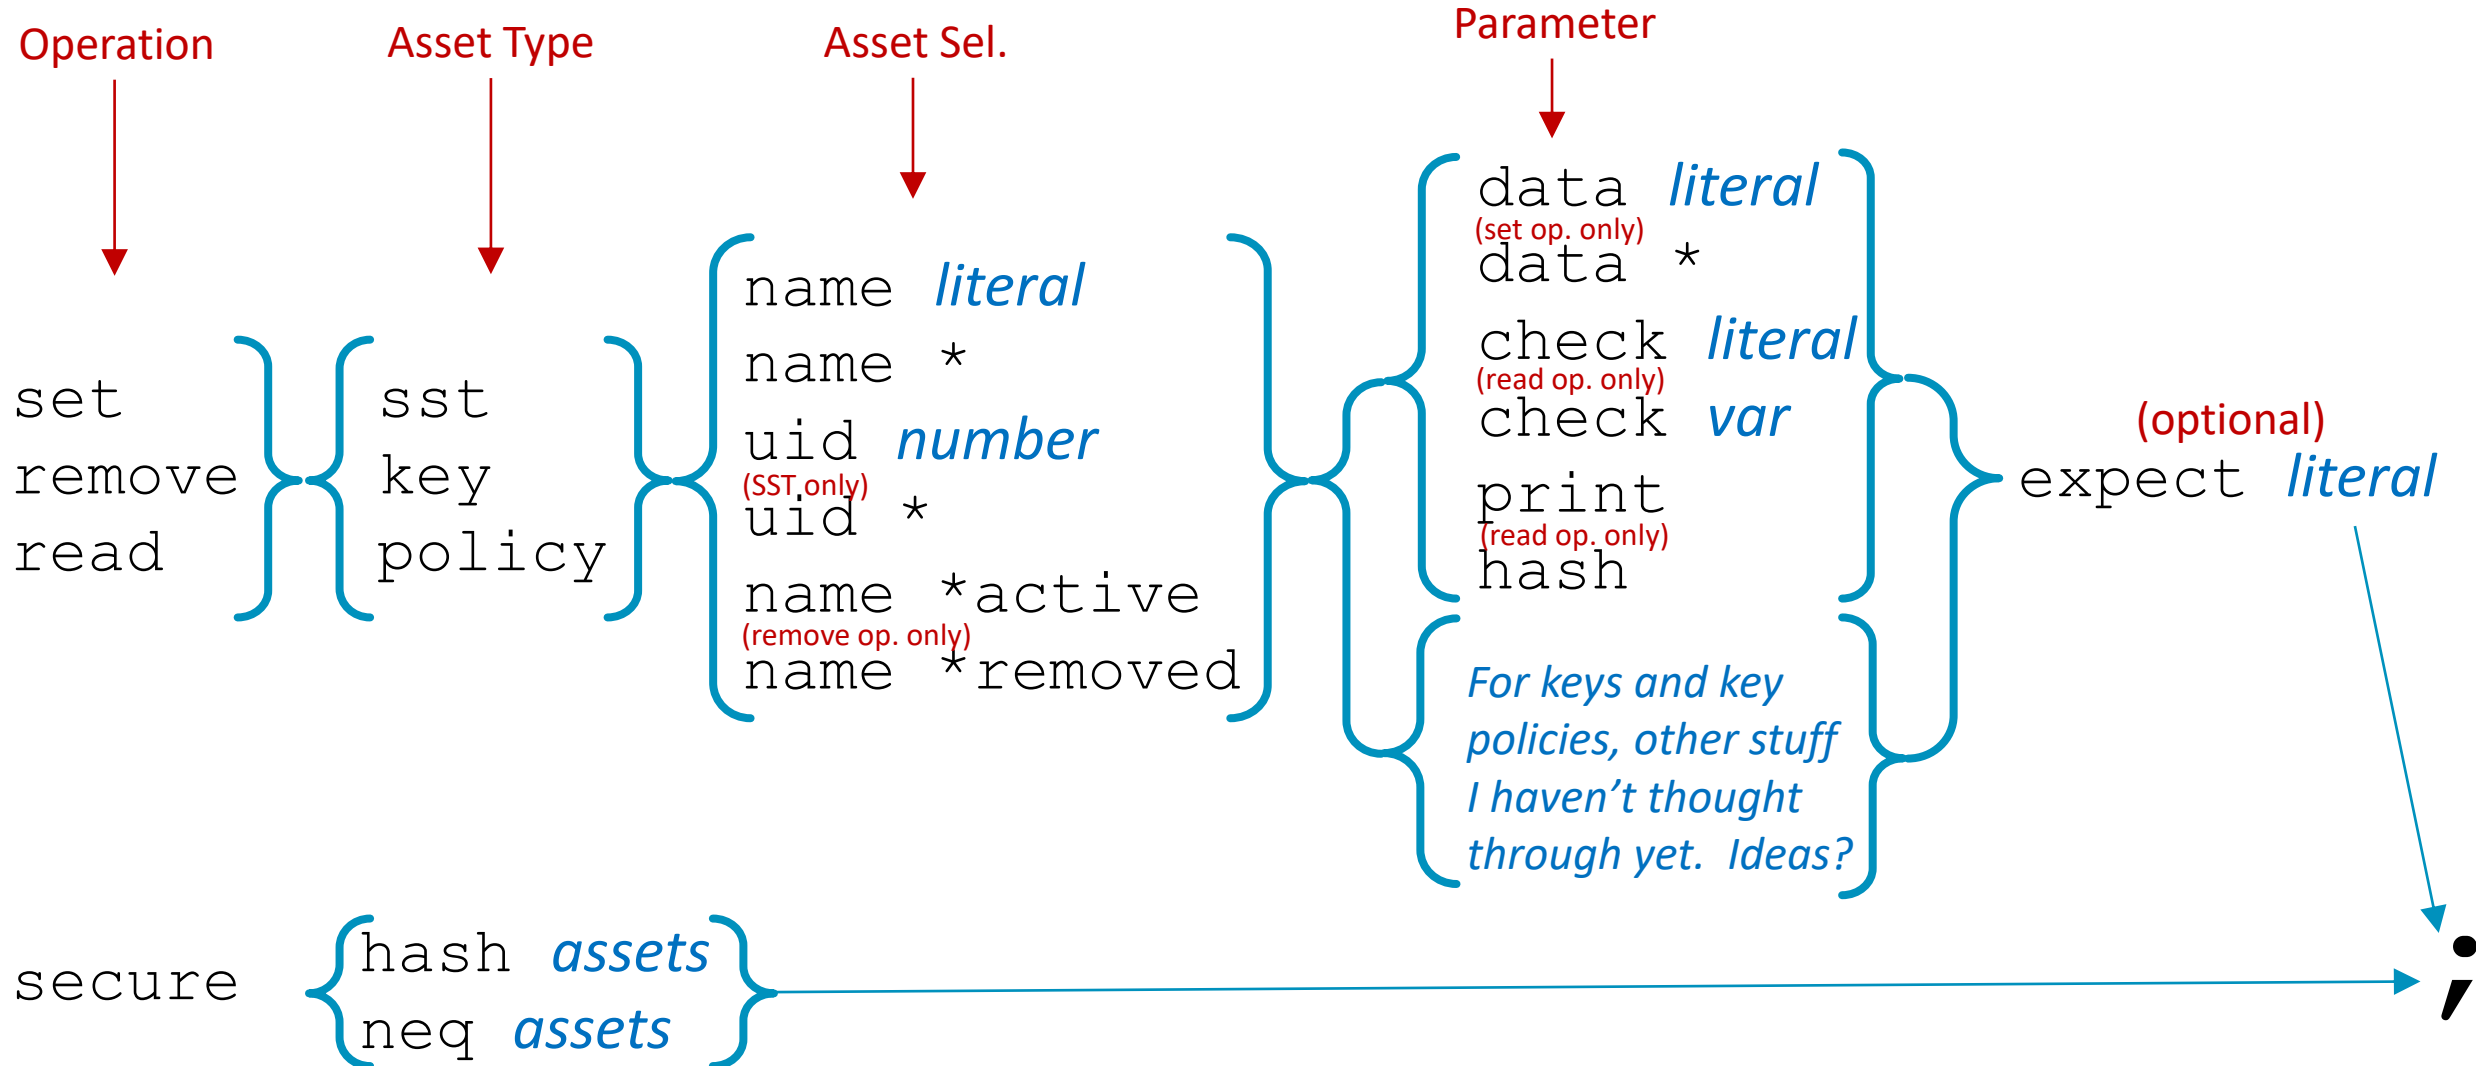 Operation
Asset Type
Asset Sel.
Parameter
set
remove
read
sst
key
policy
name literal
name *
uid number
(SST only)
uid *
name *active
(remove op. only)
name *removed
data literal
(set op. only)
data *
check literal
(read op. only)
check var
print
(read op. only)
hash
For keys and key
policies, other stuff
I haven’t thought
through yet.  Ideas?
(optional)
expect literal
secure
hash assets
neq assets
;